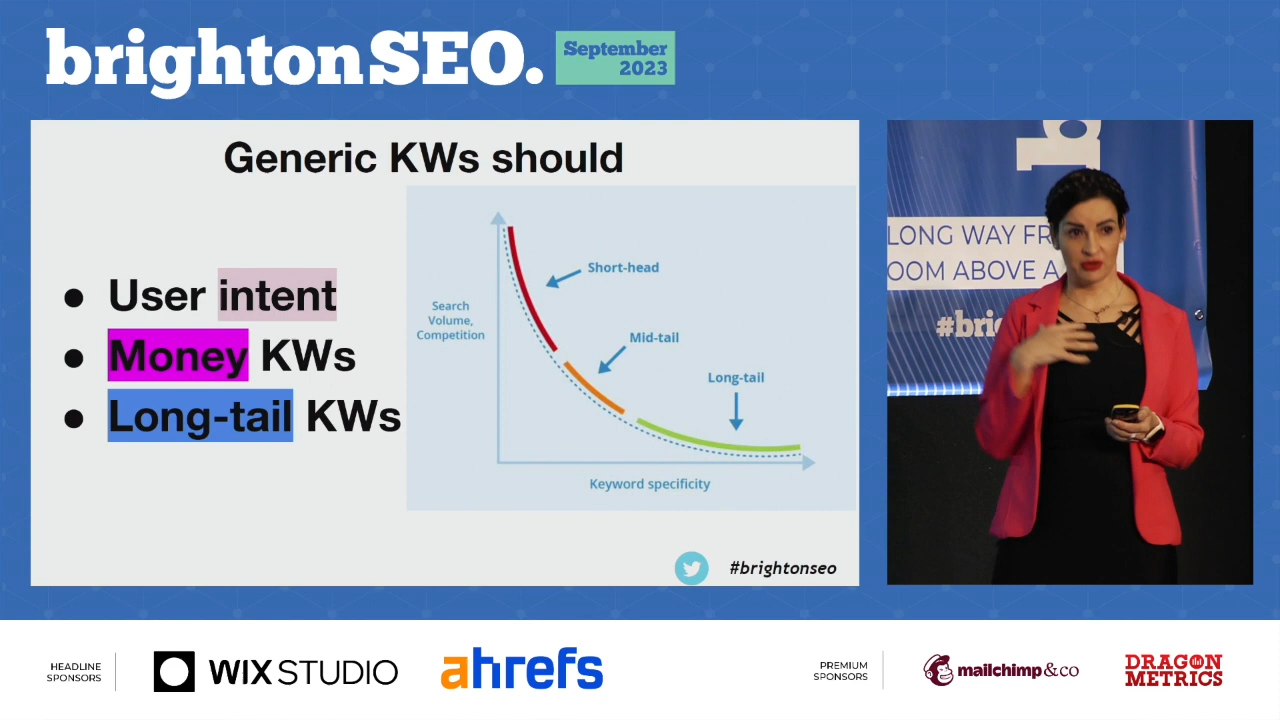 brightonSEO.
September
2023
Generic KWs should
● User intent
● Money KWs
● Long-tail KWs
Short-head
Search
Volume,
Competition
Mid-tail
Long-tail
Keyword specificity
#brightonseo
LONG WAY FR
OOM ABOVE A
#bri
HEADLINE
SPONSORS
WIX STUDIO
ahrefs
PREMIUM
SPONSORS
mailchimp&co
DRAGON
METRICS